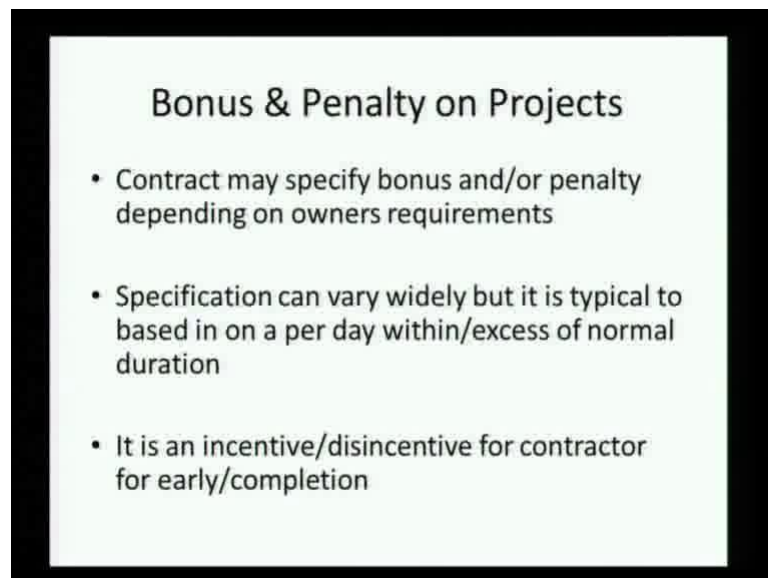 Bonus & Penalty on Projects
• Contract may specify bonus and/or penalty
depending on owners requirements
• Specification can vary widely but it is typical to
based in on a per day within/excess of normal
duration
• It is an incentive/disincentive for contractor
for early/completion